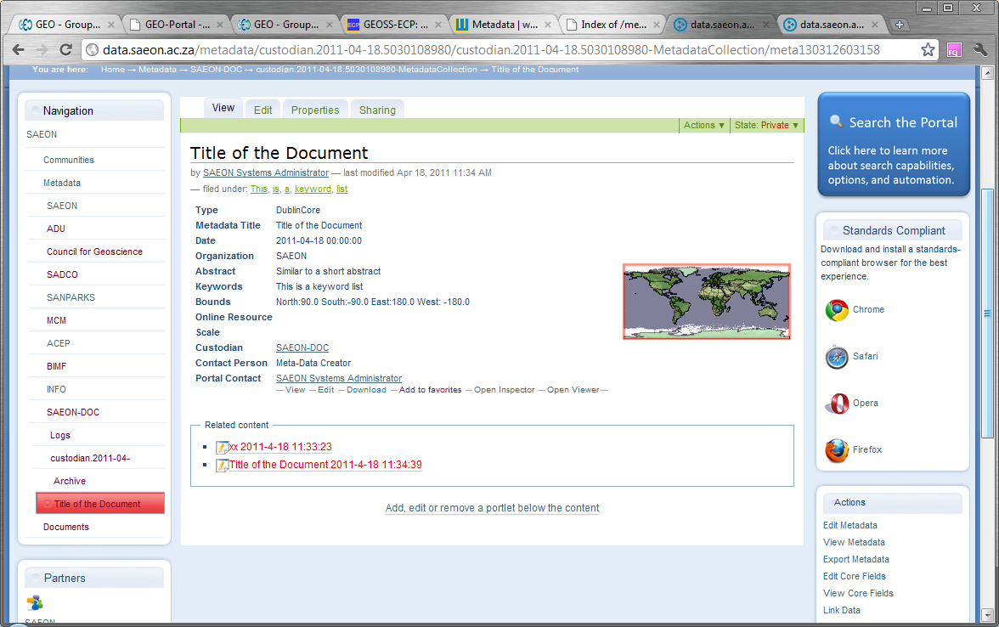 GEO - Group...
GEO-Portal -...
GEO - Group...
GEOSS-ECP: ...
Metadata | w...
Index of /me...
data.saeon.a...
data.saeon.a...
data.saeon.ac.za/metadata/custodian.2011-04-18.5030108980/custodian.2011-04-18.5030108980-MetadataCollection/meta130312603158
You are here: Home → Metadata → SAEON-DOC → custodian.2011-04-18.5030108980-MetadataCollection → Title of the Document
Navigation
SAEON
Communities
Metadata
SAEON
ADU
Council for Geoscience
SADCO
SANPARKS
MCM
ACEP
BIMF
INFO
SAEON-DOC
Logs
custodian.2011-04-
Archive
Title of the Document
Documents
Partners
SAEON
View Edit Properties Sharing
Actions ▼ State: Private ▼
Title of the Document
by SAEON Systems Administrator — last modified Apr 18, 2011 11:34 AM
— filed under: This, is, a, keyword, list
Type DublinCore
Metadata Title Title of the Document
Date 2011-04-18 00:00:00
Organization SAEON
Abstract Similar to a short abstract
Keywords This is a keyword list
Bounds North:90.0 South:-90.0 East:180.0 West: -180.0
Online Resource
Scale
Custodian SAEON-DOC
Contact Person Meta-Data Creator
Portal Contact SAEON Systems Administrator
— View — Edit — Download — Add to favorites — Open Inspector — Open Viewer —
Related content
xx 2011-4-18 11:33:23
Title of the Document 2011-4-18 11:34:39
Add, edit or remove a portlet below the content
Search the Portal
Click here to learn more
about search capabilities,
options, and automation.
Standards Compliant
Download and install a standards-
compliant browser for the best
experience.
Chrome
Safari
Opera
Firefox
Actions
Edit Metadata
View Metadata
Export Metadata
Edit Core Fields
View Core Fields
Link Data